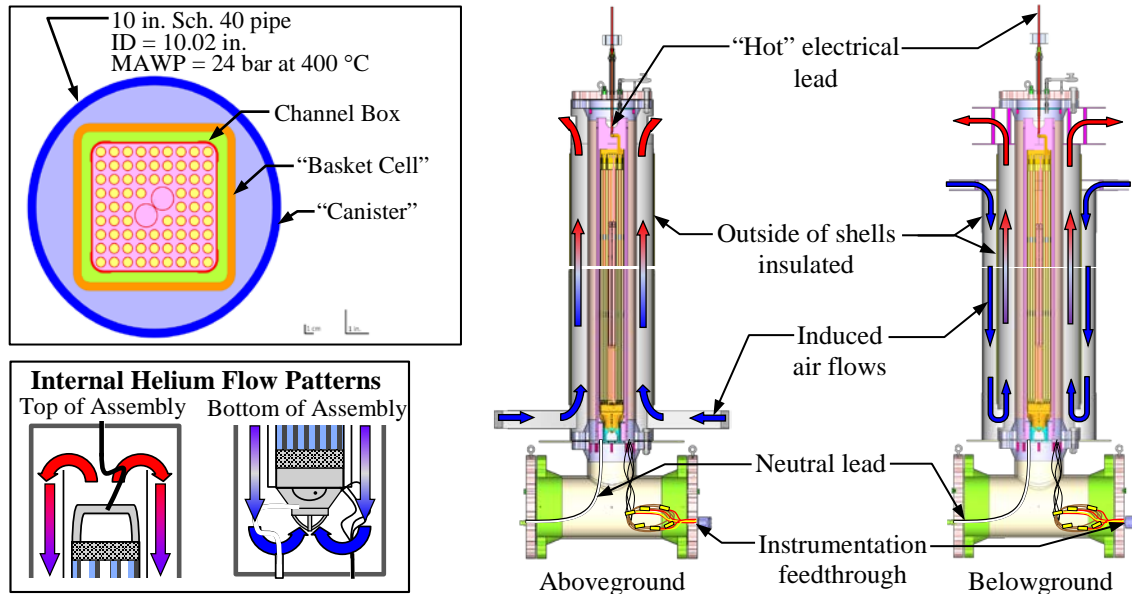 10 in. Sch. 40 pipe
ID = 10.02 in.
MAWP = 24 bar at 400 °C
Channel Box
“Basket Cell”
“Canister”
1 cm
1 in.
Internal Helium Flow Patterns
Top of Assembly
Bottom of Assembly
“Hot” electrical
lead
Outside of shells
insulated
Induced
air flows
Neutral lead
Instrumentation
feedthrough
Aboveground
Belowground